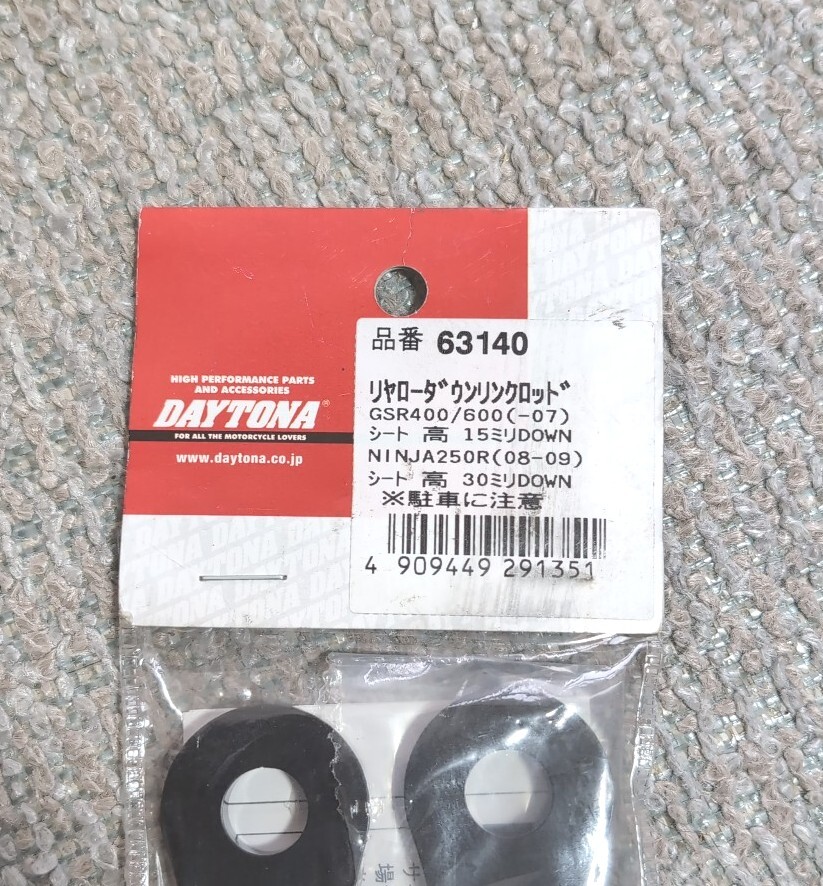 HIGH PERFORMANCE PARTS
AND ACCESSORIES
DAYTONA®
FOR ALL THE MOTORCYCLE LOVERS
www.daytona.co.jp
品番 63140
ﾘﾔﾛｰﾀﾞｳﾝﾘﾝｸﾛｯﾄﾞ
GSR400/600(-07)
ｼｰﾄ 高 15ﾐﾘDOWN
NINJA250R(08-09)
ｼｰﾄ 高 30ﾐﾘDOWN
※駐車に注意
4 909449 291351
サ
場